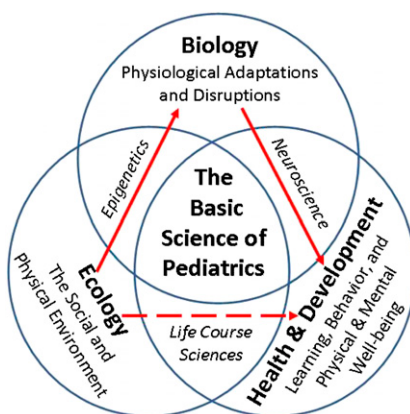 Biology
Physiological Adaptations
and Disruptions
Epigenetics
Neuroscience
The
Basic
Science of
Pediatrics
Ecology
The Social and
Physical Environment
Life Course
Sciences
Health & Development
Learning, Behavior, and
Physical & Mental
Well-being